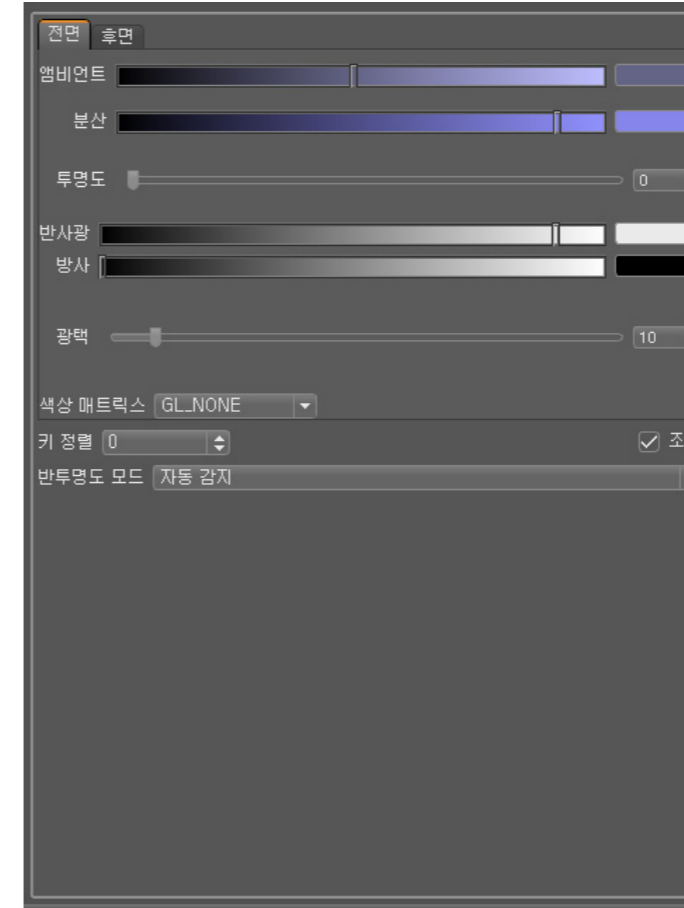 전면 후면
앰비언트
분산
투명도 0
반사광
방사
광택 10
색상 매트릭스 GL_NONE
키 정렬 0 조
반투명도 모드 자동 감지